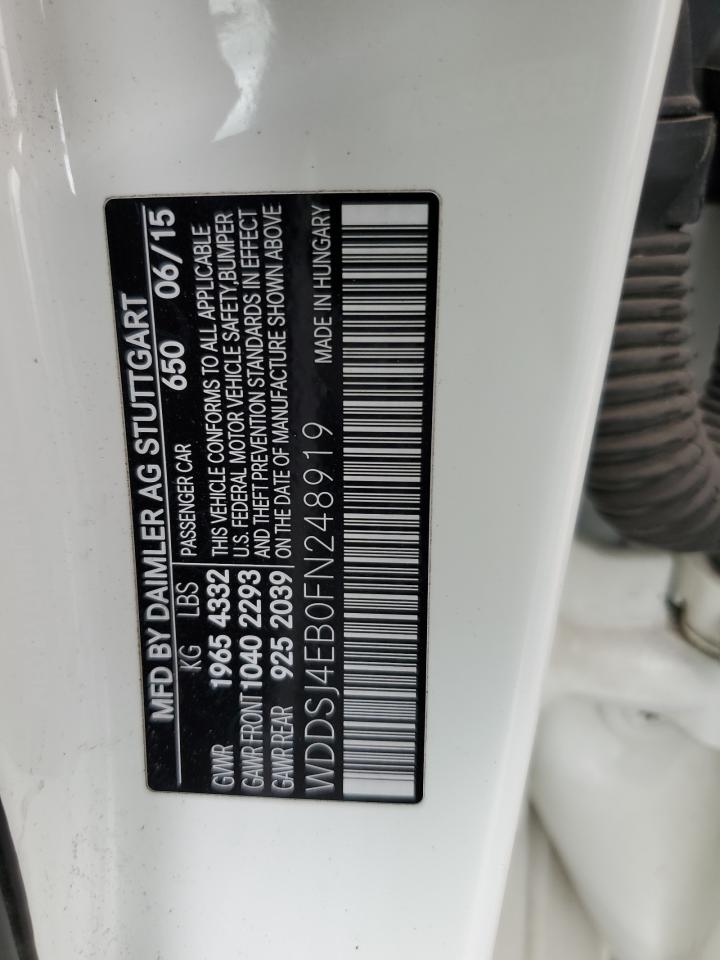 MFD BY DAIMLER AG STUTTGART
KG LBS 650 06/15
PASSENGER CAR
GVWR 1965 4332
GAWR FRONT 1040 2293
GAWR REAR 925 2039
THIS VEHICLE CONFORMS TO ALL APPLICABLE
U.S. FEDERAL MOTOR VEHICLE SAFETY,BUMPER
AND THEFT PREVENTION STANDARDS IN EFFECT
ON THE DATE OF MANUFACTURE SHOWN ABOVE
WDDSJ4EB0FN248919 MADE IN HUNGARY